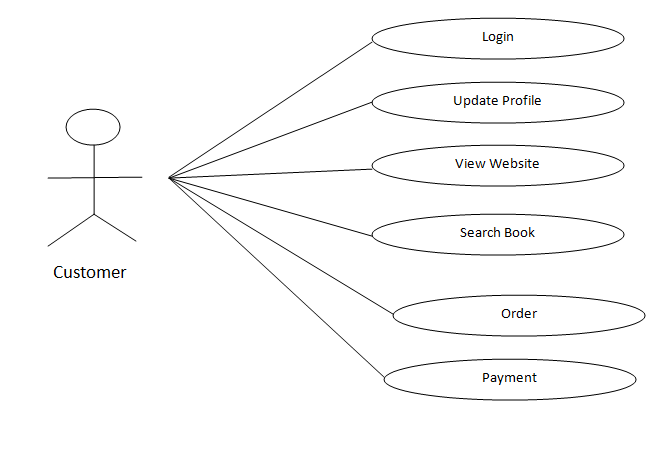 Login
Update Profile
View Website
Search Book
Customer
Order
Payment